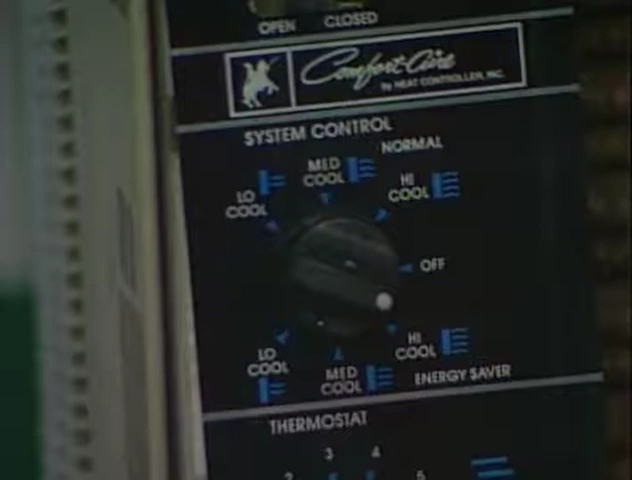 OPEN CLOSED
Comfort-Aire
by HEAT CONTROLLER, INC.
SYSTEM CONTROL
NORMAL
MED
COOL
HI
COOL
LO
COOL
OFF
LO
COOL
MED
COOL
HI
COOL
ENERGY SAVER
THERMOSTAT
3 4
2 5